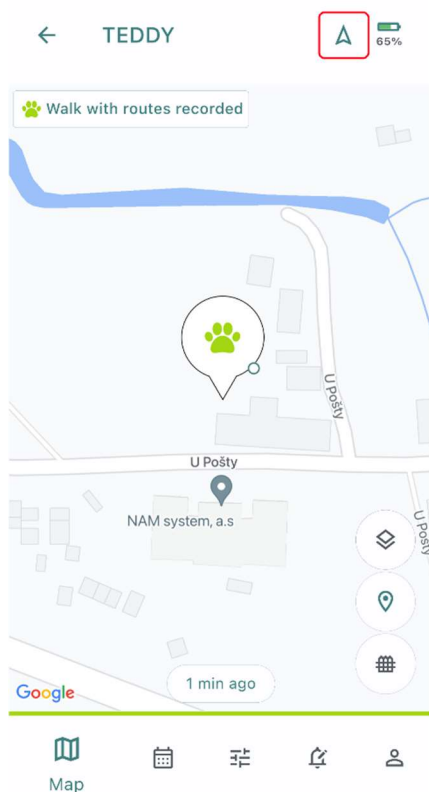 TEDDY
65%
Walk with routes recorded
U Pošty
U Pošty
NAM system, a.s
U Pošty
1 min ago
Google
Map